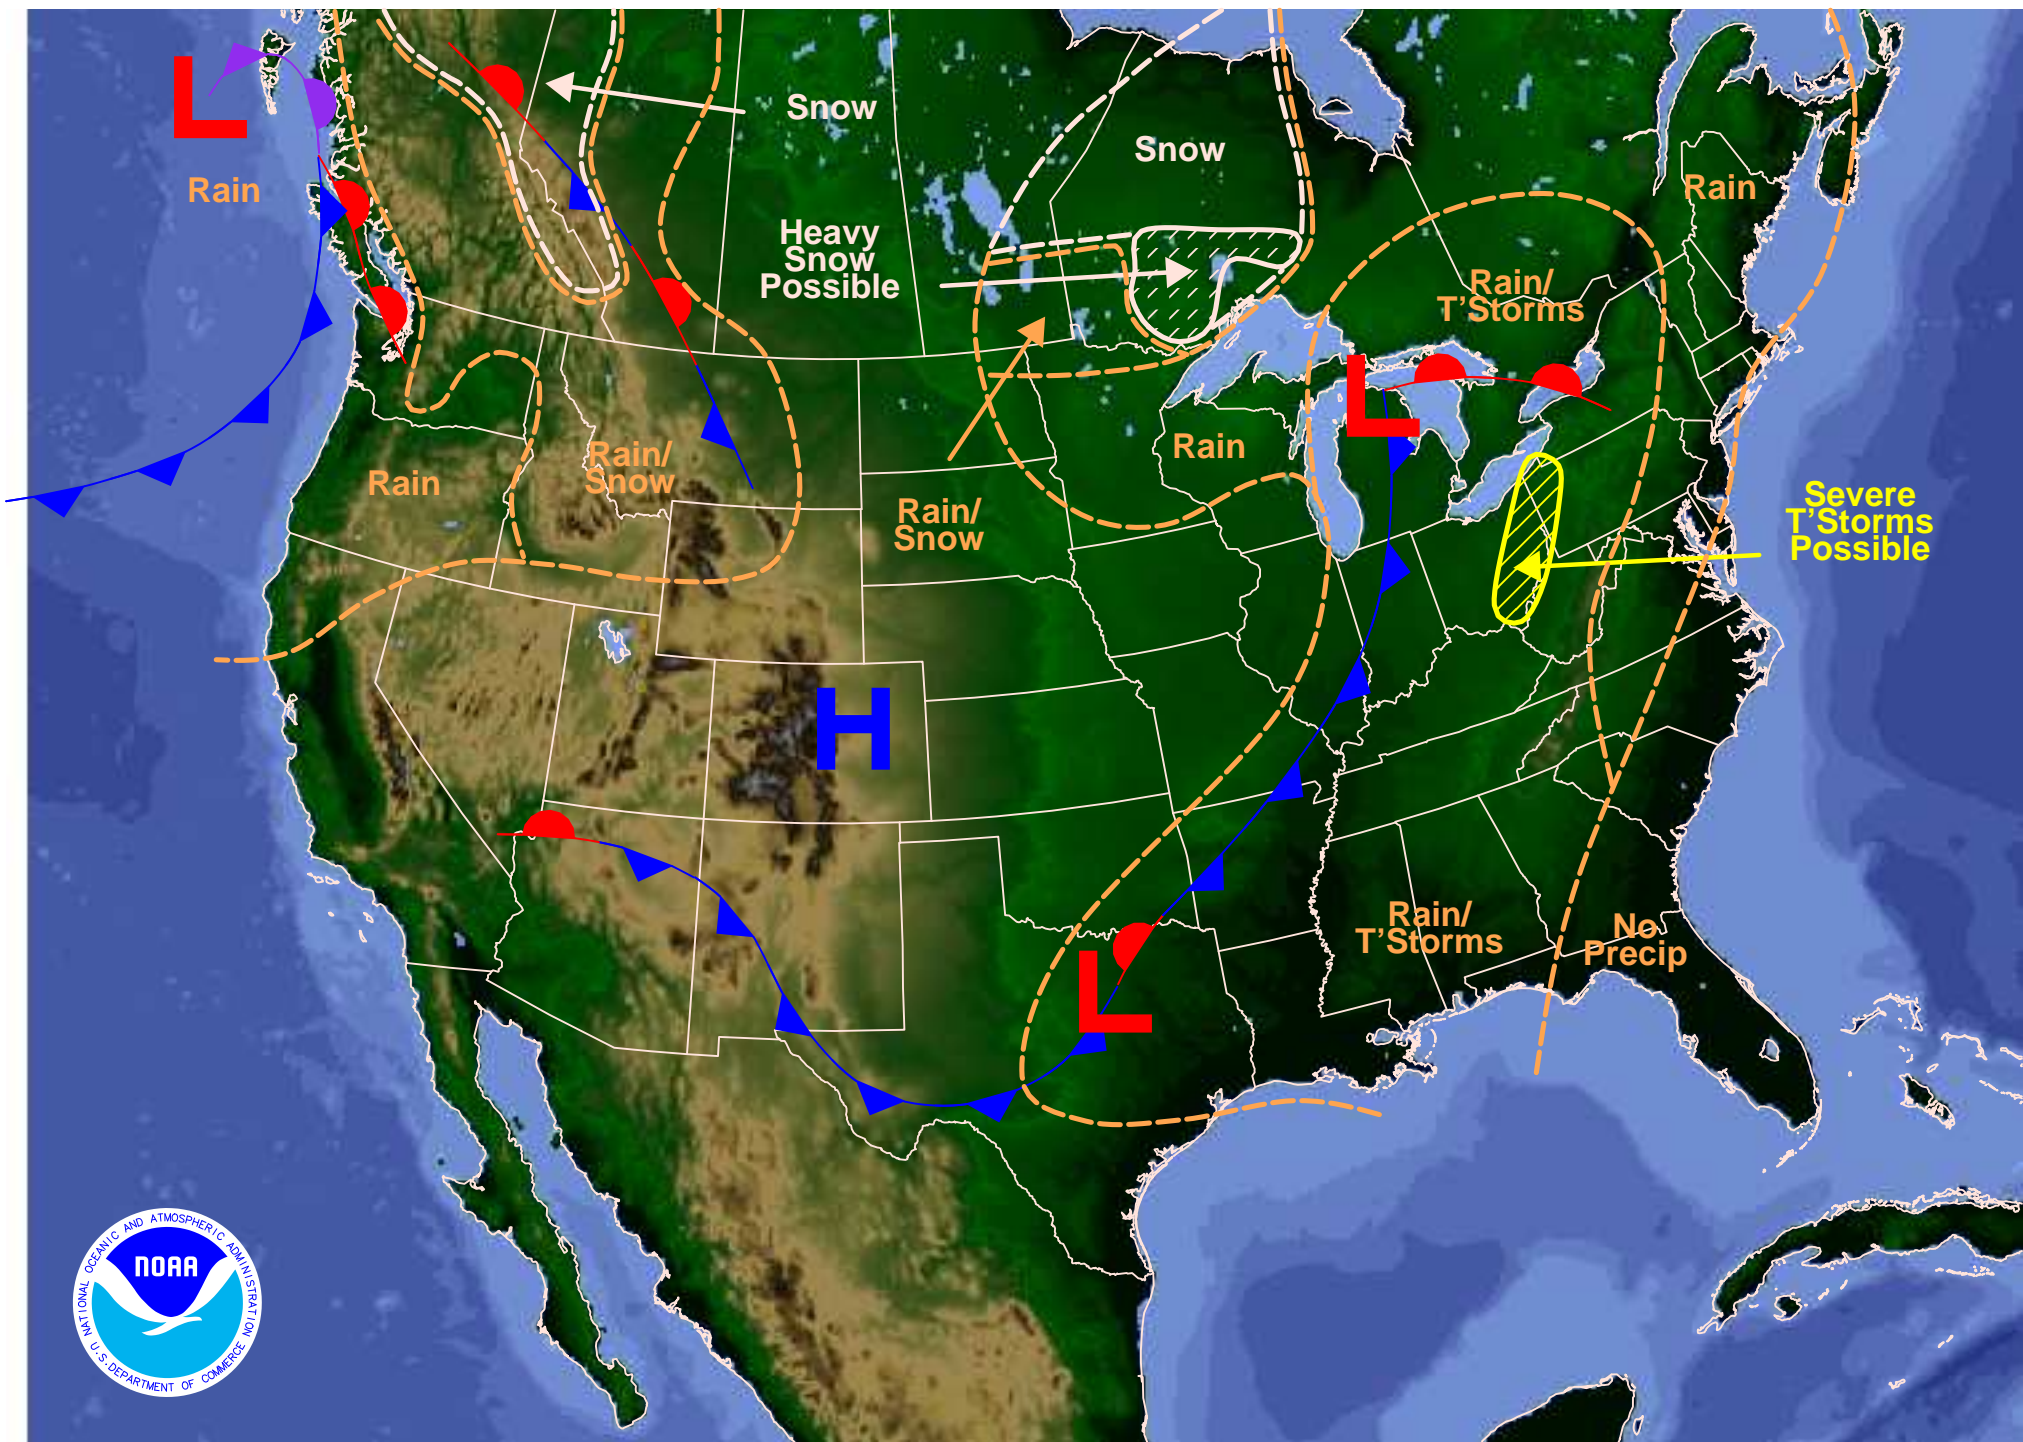 L
Snow
Snow
Rain
Rain
Heavy
Snow
Possible
Rain/
T'Storms
L
Rain
Rain/
Snow
Rain
Rain/
Snow
Severe
T'Storms
Possible
H
Rain/
T'Storms
No
Precip
L
NATIONAL OCEANIC AND ATMOSPHERIC ADMINISTRATION
NOAA
U.S. DEPARTMENT OF COMMERCE